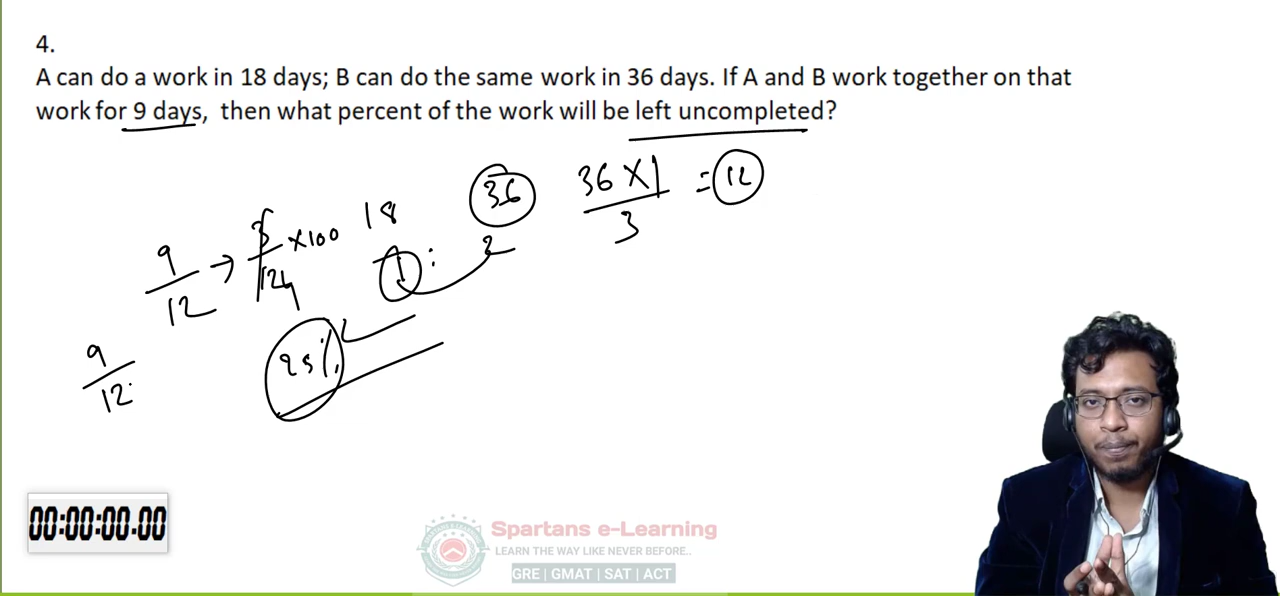 4.
A can do a work in 18 days; B can do the same work in 36 days. If A and B work together on that
work for 9 days, then what percent of the work will be left uncompleted?
36 36 × 1 = 12
3
18
9 → 3 × 100
12
1 : 2
25%
9
12
00:00:00.00
Spartans e-Learning
LEARN THE WAY LIKE NEVER BEFORE..
GRE | GMAT | SAT | ACT